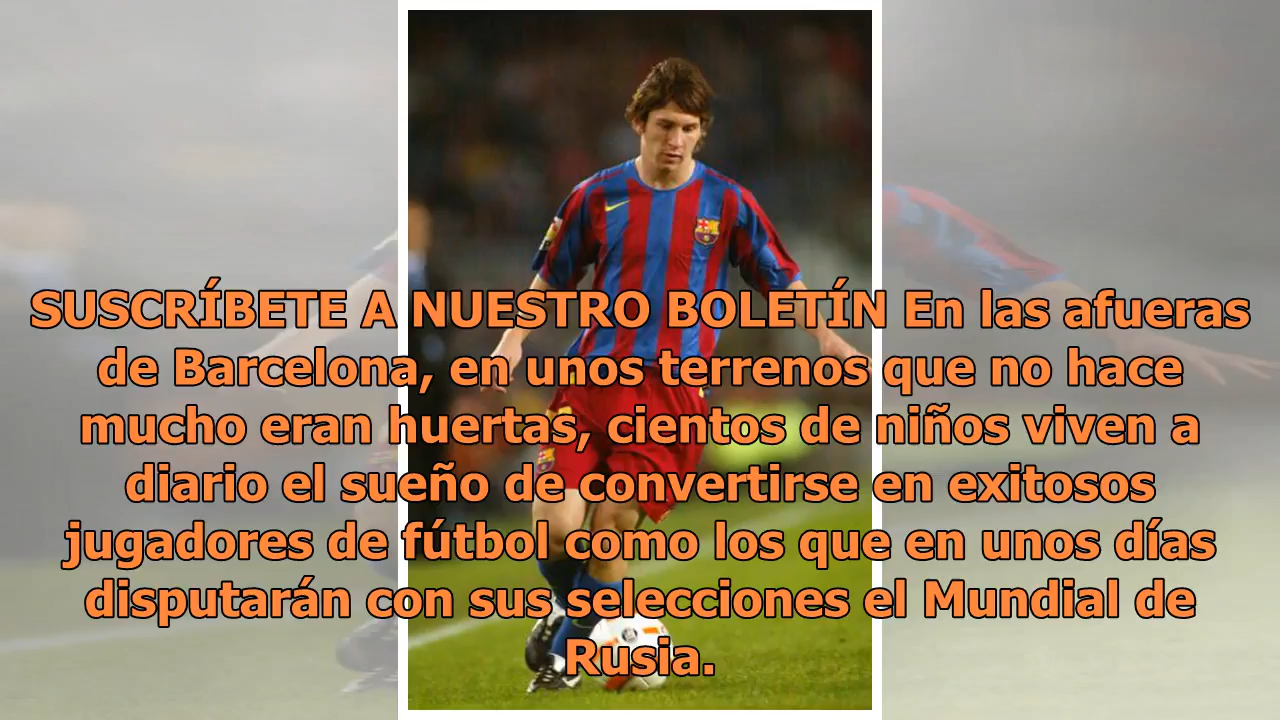 SUSCRÍBETE A NUESTRO BOLETÍN En las afueras
de Barcelona, en unos terrenos que no hace
mucho eran huertas, cientos de niños viven a
diario el sueño de convertirse en exitosos
jugadores de fútbol como los que en unos días
disputarán con sus selecciones el Mundial de
Rusia.